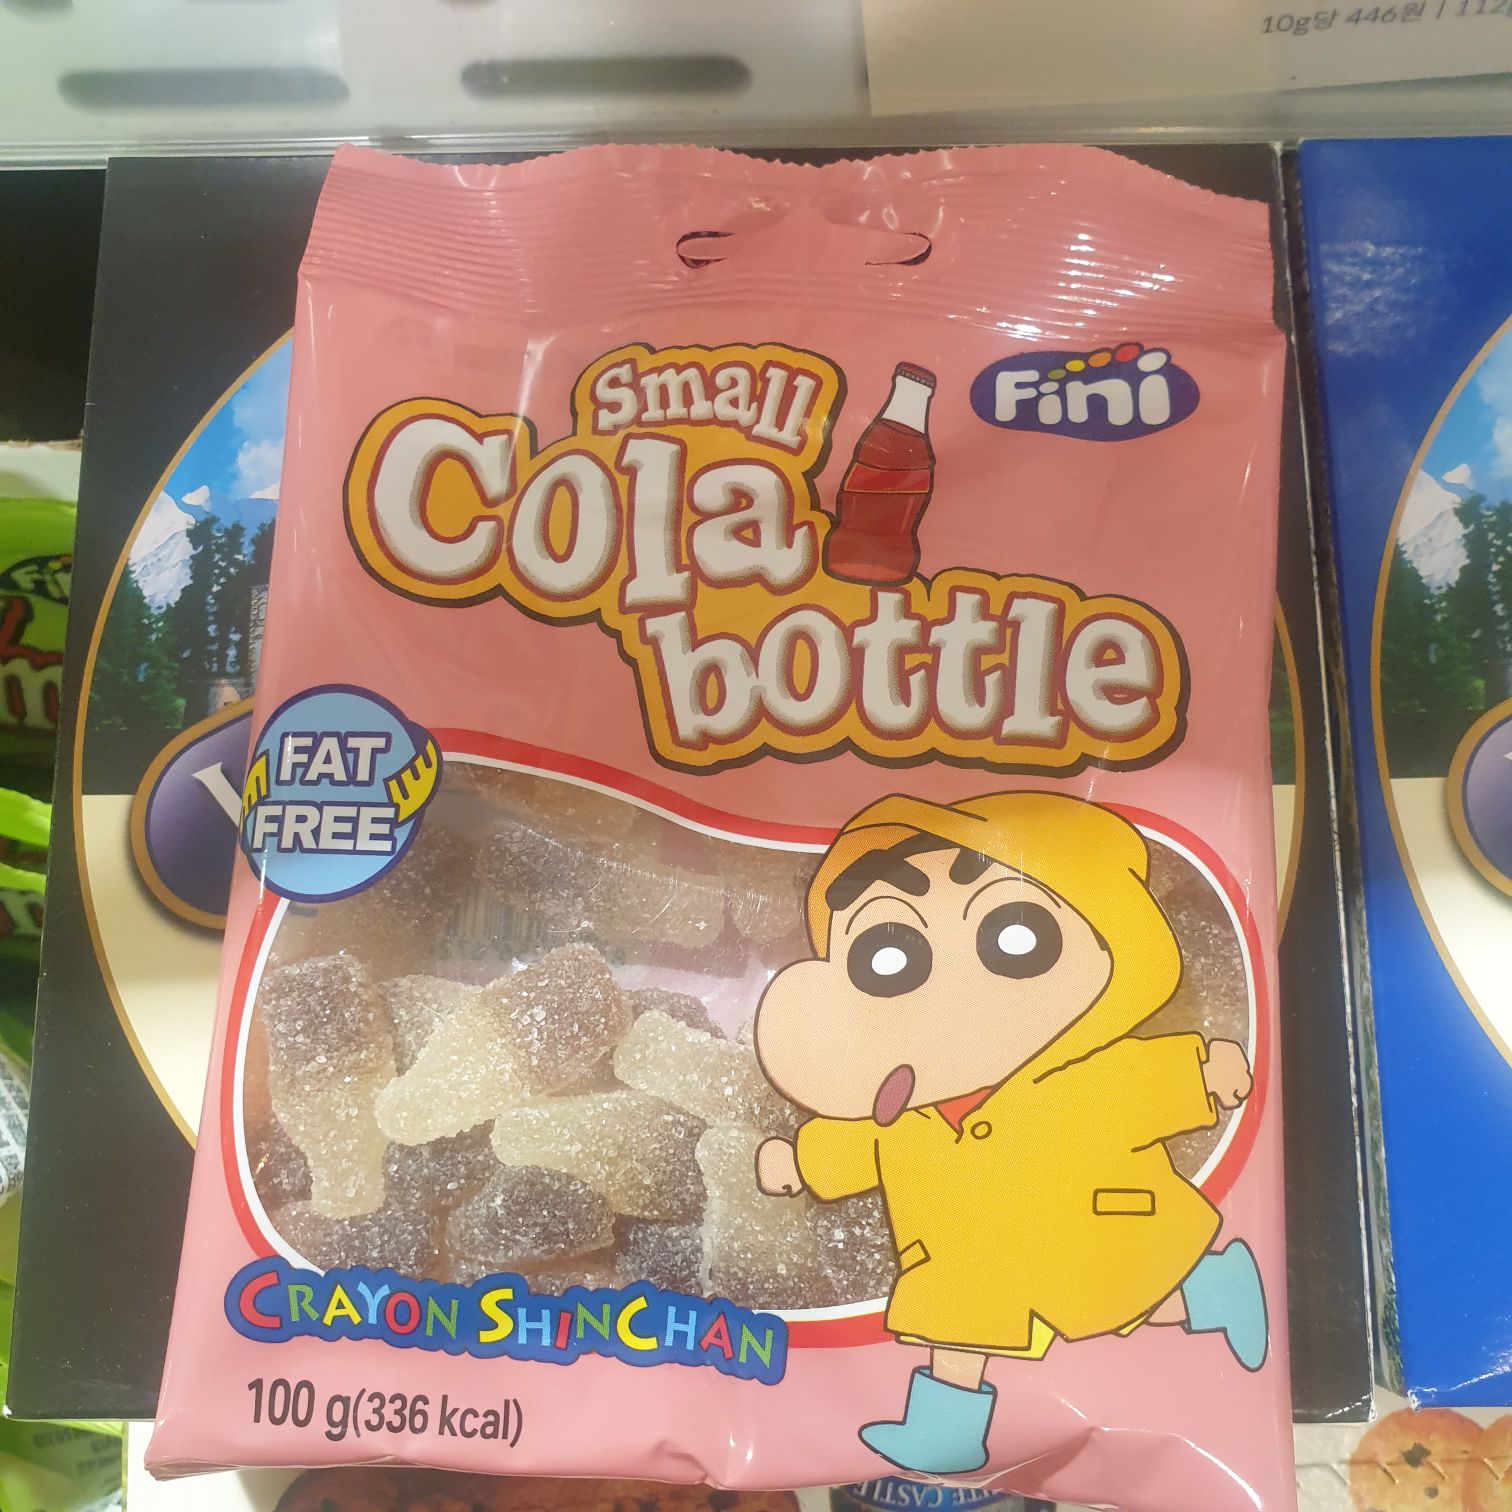 10g당 446원 | 112
Small
Cola
bottle
Fini
FAT
FREE
CRAYON SHINCHAN
100 g(336 kcal)